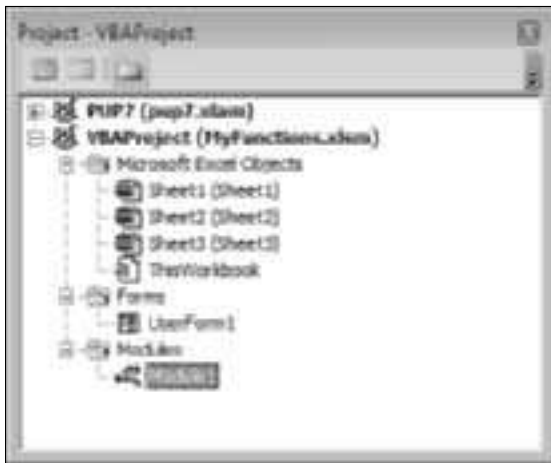 Project - VBAProject
PUP7 (pup7.xlam)
VBAProject (MyFunctions.xlsm)
Microsoft Excel Objects
Sheet1 (Sheet1)
Sheet2 (Sheet2)
Sheet3 (Sheet3)
ThisWorkbook
Forms
UserForm1
Modules
Module1